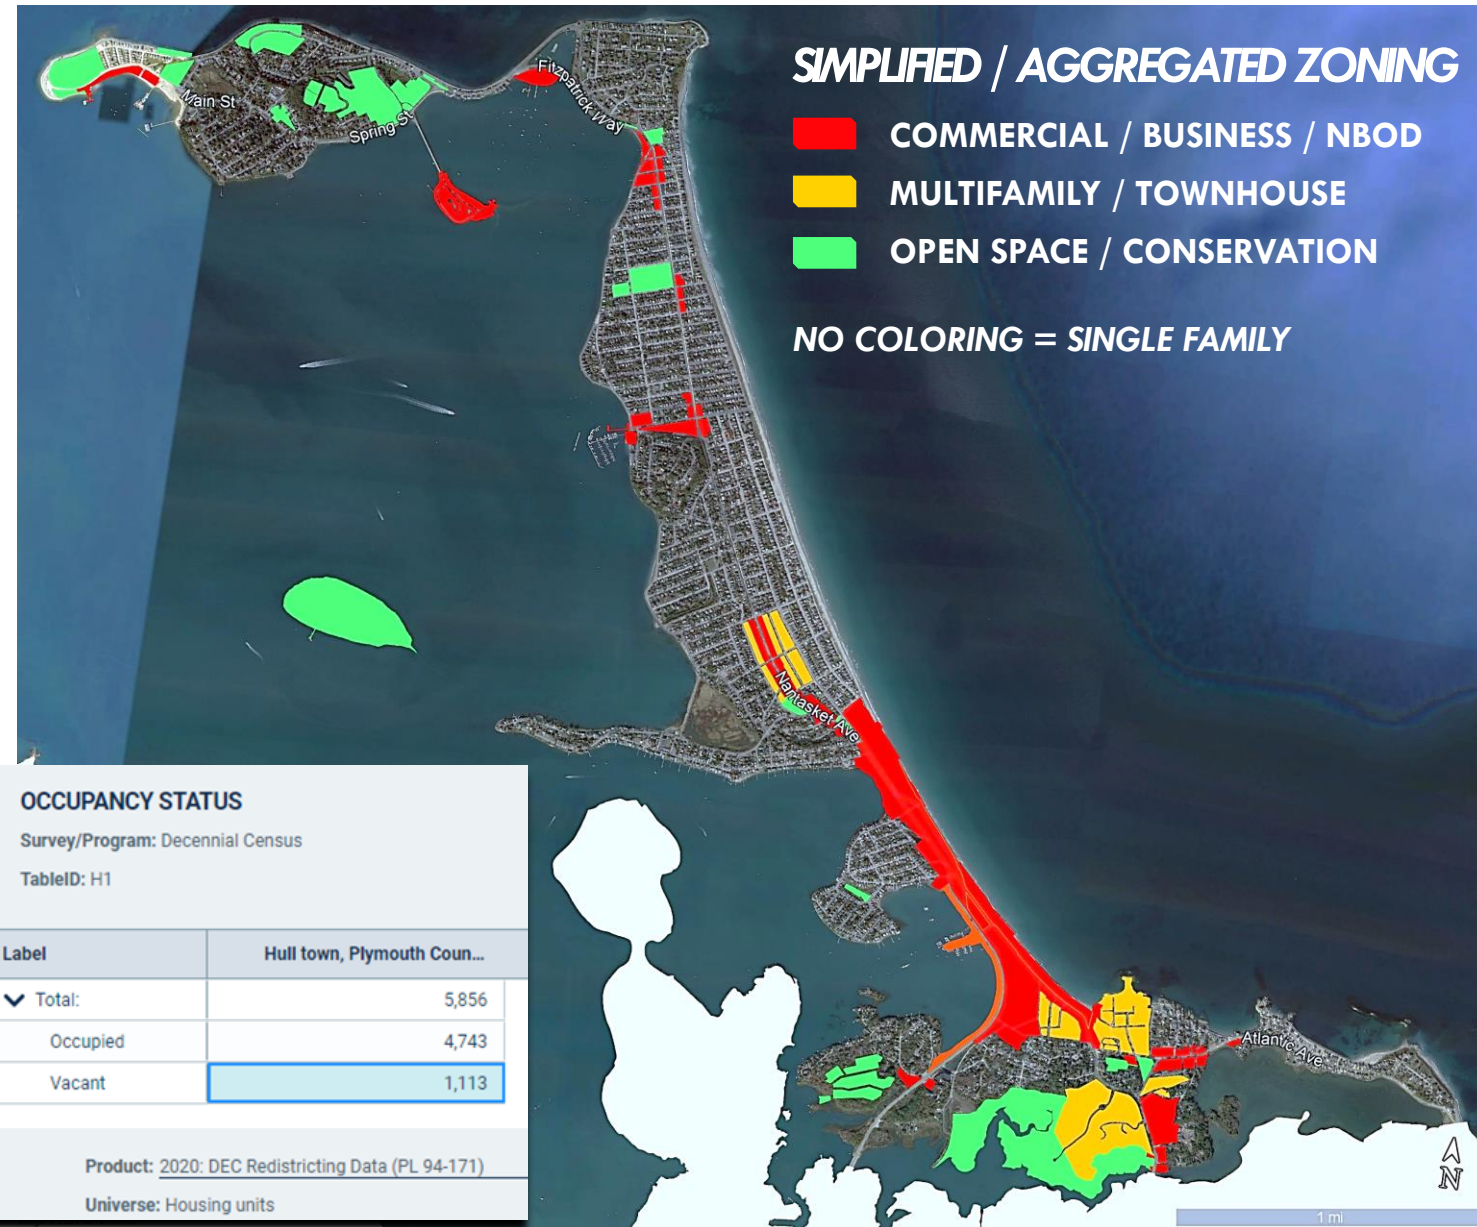 SIMPLIFIED / AGGREGATED ZONING
COMMERCIAL / BUSINESS / NBOD
MULTIFAMILY / TOWNHOUSE
OPEN SPACE / CONSERVATION
NO COLORING = SINGLE FAMILY
Main St
Spring St
Fitzpatrick Way
Nantasket Ave
Atlantic Ave
OCCUPANCY STATUS
Survey/Program: Decennial Census
TableID: H1
Label Hull town, Plymouth Coun...
Total: 5,856
Occupied 4,743
Vacant 1,113
Product: 2020: DEC Redistricting Data (PL 94-171)
Universe: Housing units
N
1 mi